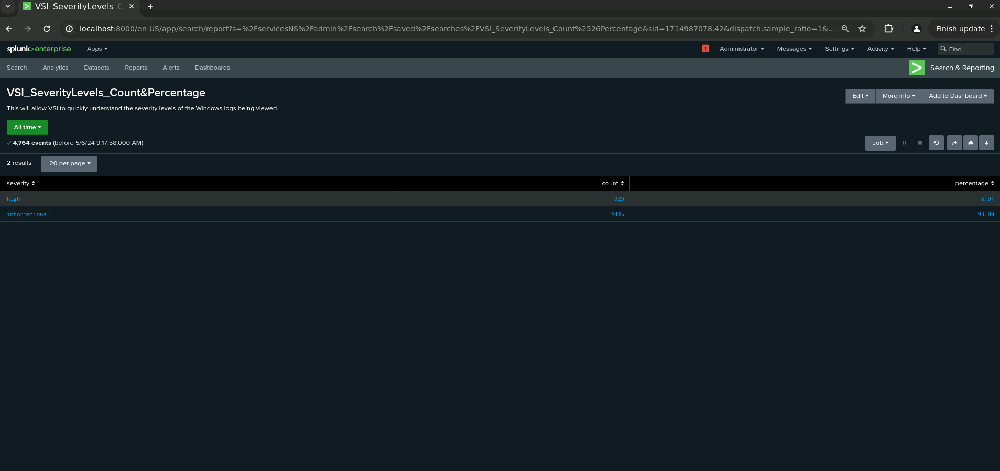 VSI_SeverityLevels_C
localhost:8000/en-US/app/search/report?s=%2FservicesNS%2Fadmin%2Fsearch%2Fsaved%2Fsearches%2FVSI_SeverityLevels_Count%2526Percentage&sid=1714987078.42&dispatch.sample_ratio=1&...
Finish update
splunk>enterprise Apps
! Administrator Messages Settings Activity Help Find
Search Analytics Datasets Reports Alerts Dashboards
> Search & Reporting
VSI_SeverityLevels_Count&Percentage
Edit More Info Add to Dashboard
This will allow VSI to quickly understand the severity levels of the Windows logs being viewed.
All time
4,764 events (before 5/6/24 9:17:58.000 AM)
Job
2 results 20 per page
severity count percentage
high 329 6.91
informational 4435 93.09